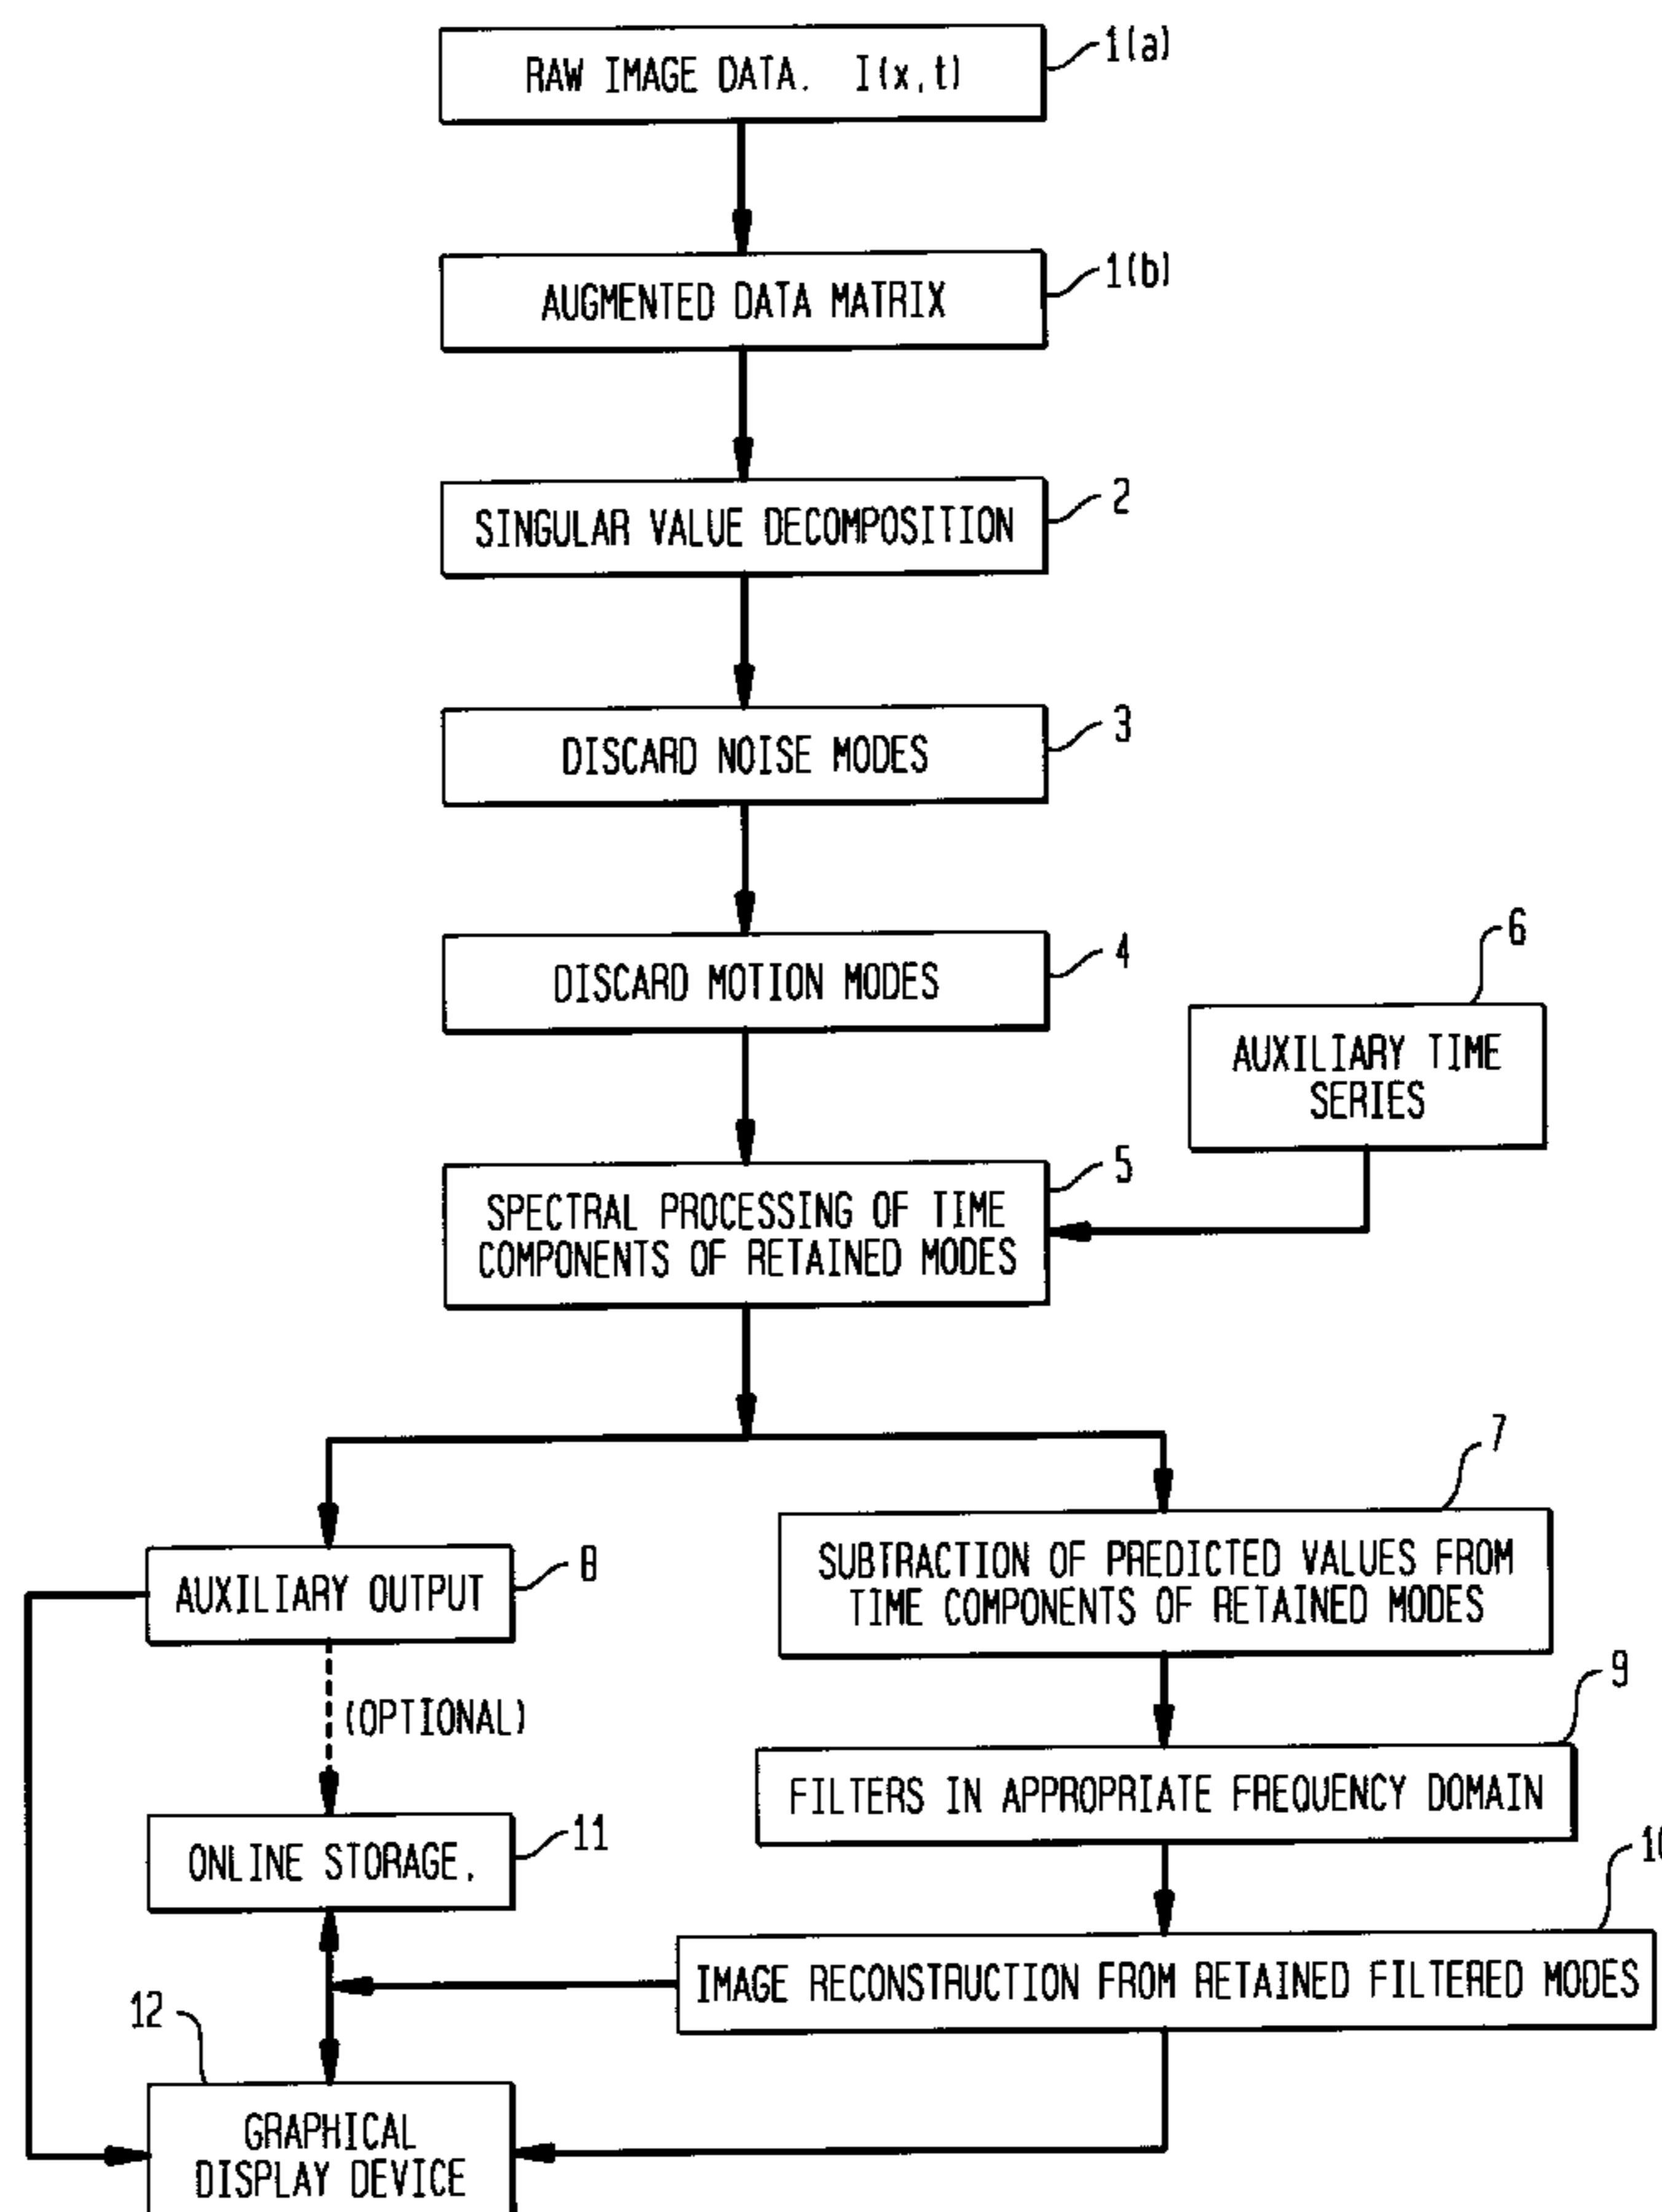 RAW IMAGE DATA. I(x,t)
1(a)
AUGMENTED DATA MATRIX
1(b)
SINGULAR VALUE DECOMPOSITION
2
DISCARD NOISE MODES
3
DISCARD MOTION MODES
4
6
AUXILIARY TIME
SERIES
5
SPECTRAL PROCESSING OF TIME
COMPONENTS OF RETAINED MODES
7
AUXILIARY OUTPUT
8
SUBTRACTION OF PREDICTED VALUES FROM
TIME COMPONENTS OF RETAINED MODES
(OPTIONAL)
9
FILTERS IN APPROPRIATE FREQUENCY DOMAIN
ONLINE STORAGE.
11
10
IMAGE RECONSTRUCTION FROM RETAINED FILTERED MODES
12
GRAPHICAL
DISPLAY DEVICE